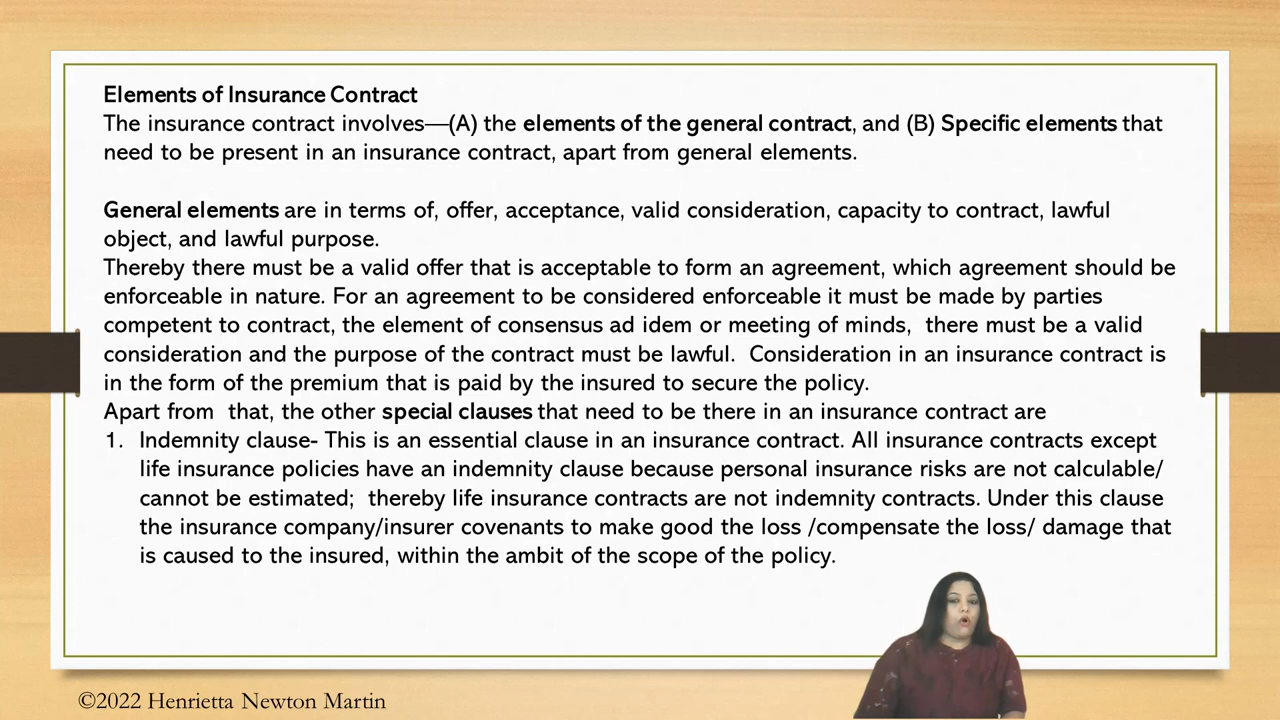 Elements of Insurance Contract
The insurance contract involves—(A) the elements of the general contract, and (B) Specific elements that
need to be present in an insurance contract, apart from general elements.
General elements are in terms of, offer, acceptance, valid consideration, capacity to contract, lawful
object, and lawful purpose.
Thereby there must be a valid offer that is acceptable to form an agreement, which agreement should be
enforceable in nature. For an agreement to be considered enforceable it must be made by parties
competent to contract, the element of consensus ad idem or meeting of minds,  there must be a valid
consideration and the purpose of the contract must be lawful.  Consideration in an insurance contract is
in the form of the premium that is paid by the insured to secure the policy.
Apart from  that, the other special clauses that need to be there in an insurance contract are
1. Indemnity clause- This is an essential clause in an insurance contract. All insurance contracts except
life insurance policies have an indemnity clause because personal insurance risks are not calculable/
cannot be estimated;  thereby life insurance contracts are not indemnity contracts. Under this clause
the insurance company/insurer covenants to make good the loss /compensate the loss/ damage that
is caused to the insured, within the ambit of the scope of the policy.
©2022 Henrietta Newton Martin